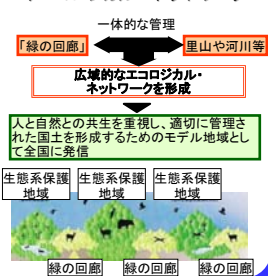 一体的な管理
「緑の回廊」
里山や河川等
広域的なエコロジカル・
ネットワークを形成
人と自然との共生を重視し、適切に管理さ
れた国土を形成するためのモデル地域とし
て全国に発信
生態系保護
地域
生態系保護
地域
生態系保護
地域
緑の回廊
緑の回廊
緑の回廊